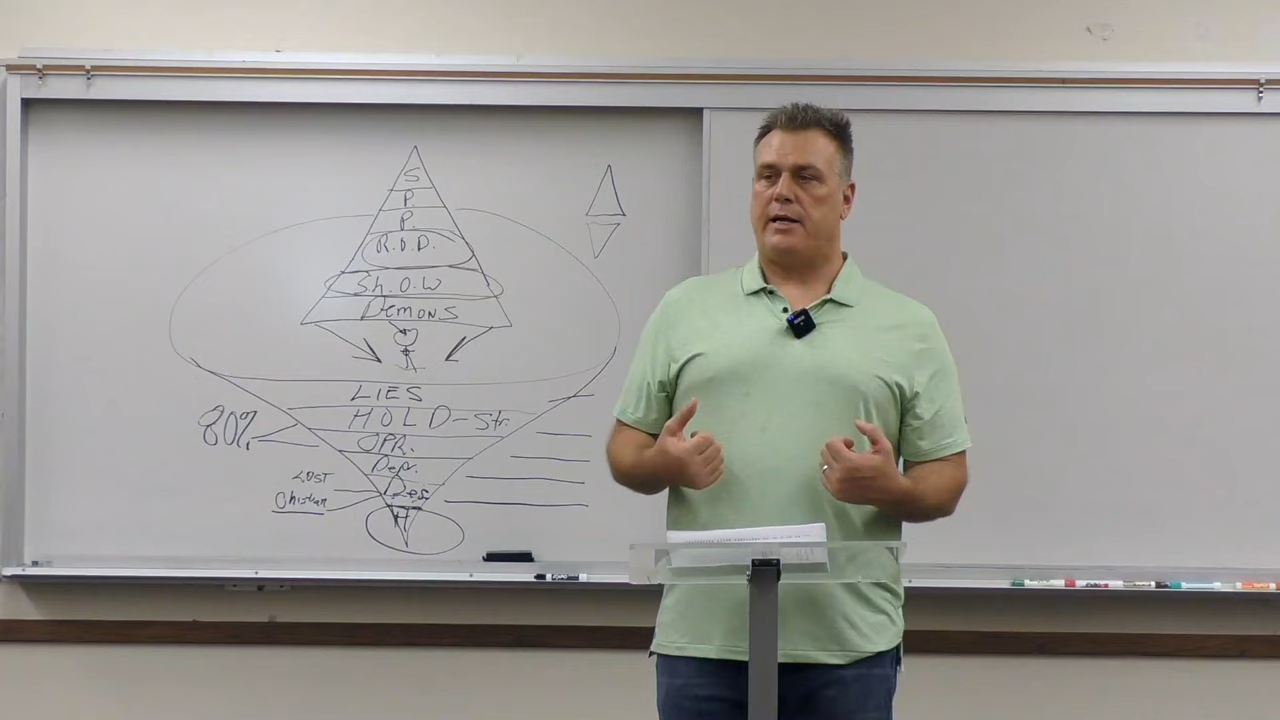 S
P
P.
R.O.D.
Sh.O.W
DEMONS
LIES
HOLD-Str.
80%
OPR.
Dep.
LOST
Des.
Christian
H